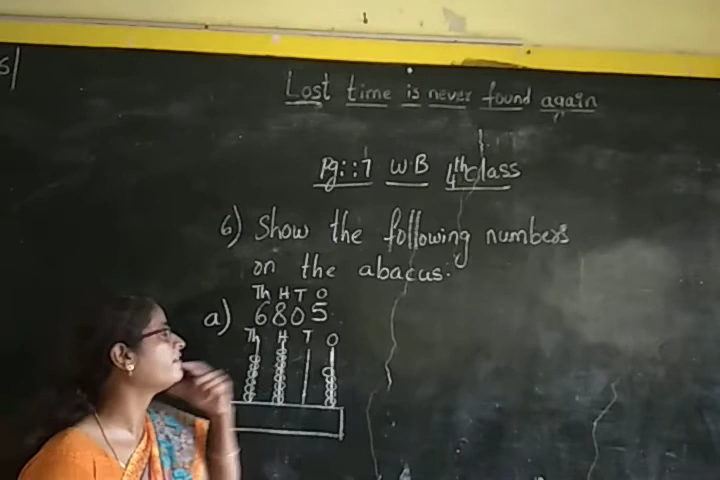 Lost time is never found again
Pg::7 W.B 4th class
6) Show the following numbers
on the abacus:
Th H T O
a) 6805
Th H T O